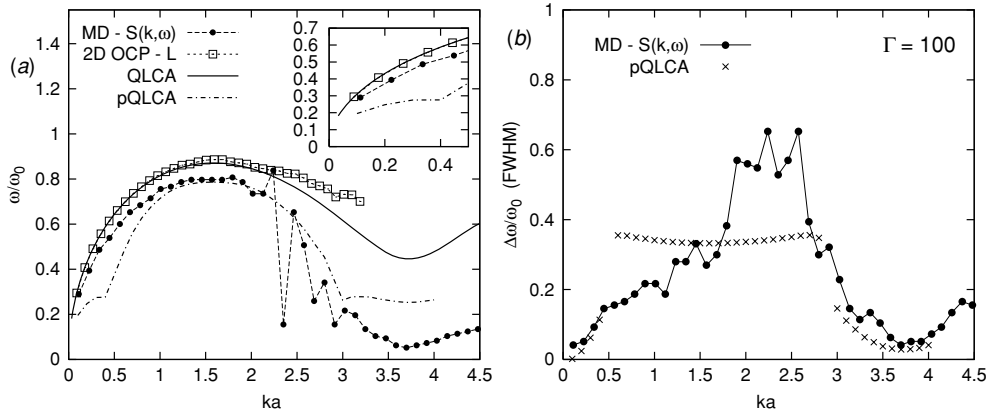 (a)
MD - S(k,ω)
2D OCP - L
QLCA
pQLCA
1.4
1.2
1
0.8
0.6
0.4
0.2
0
ω/ω0
0 0.5 1 1.5 2 2.5 3 3.5 4 4.5
ka
0.7
0.6
0.5
0.4
0.3
0.2
0.1
0
0 0.2 0.4
(b)
MD - S(k,ω)
pQLCA
Γ = 100
1
0.8
0.6
0.4
0.2
0
Δω/ω0 (FWHM)
0 0.5 1 1.5 2 2.5 3 3.5 4 4.5
ka